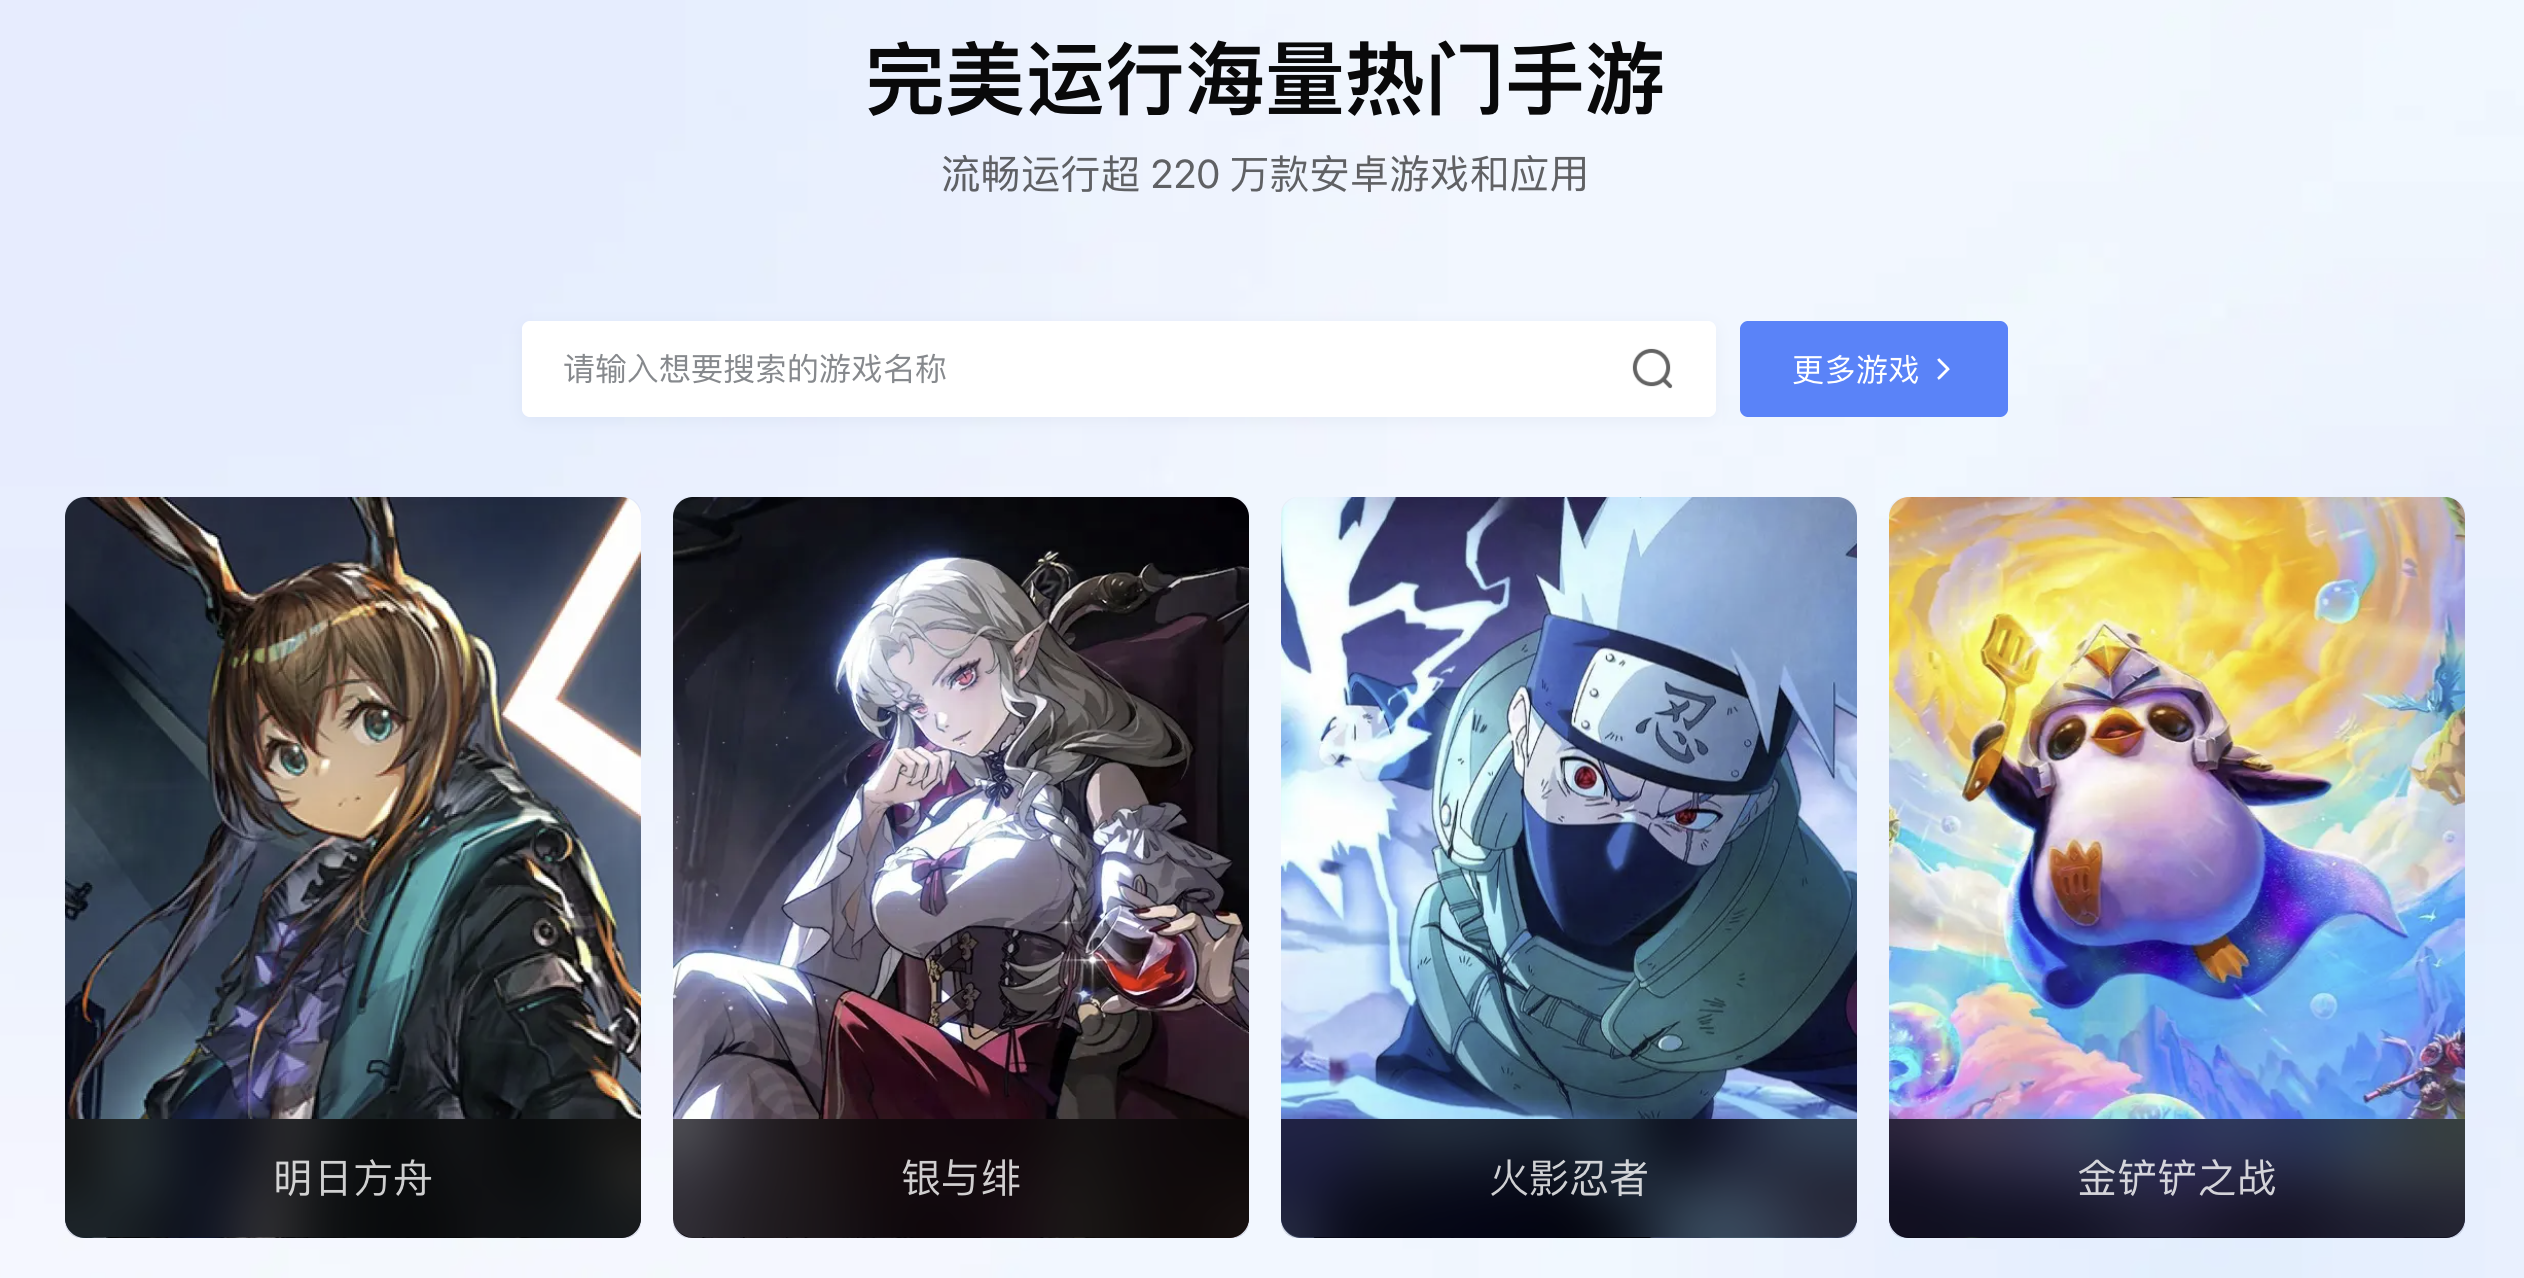 完美运行海量热门手游
流畅运行超 220 万款安卓游戏和应用
请输入想要搜索的游戏名称
更多游戏
忍
明日方舟
银与绯
火影忍者
金铲铲之战